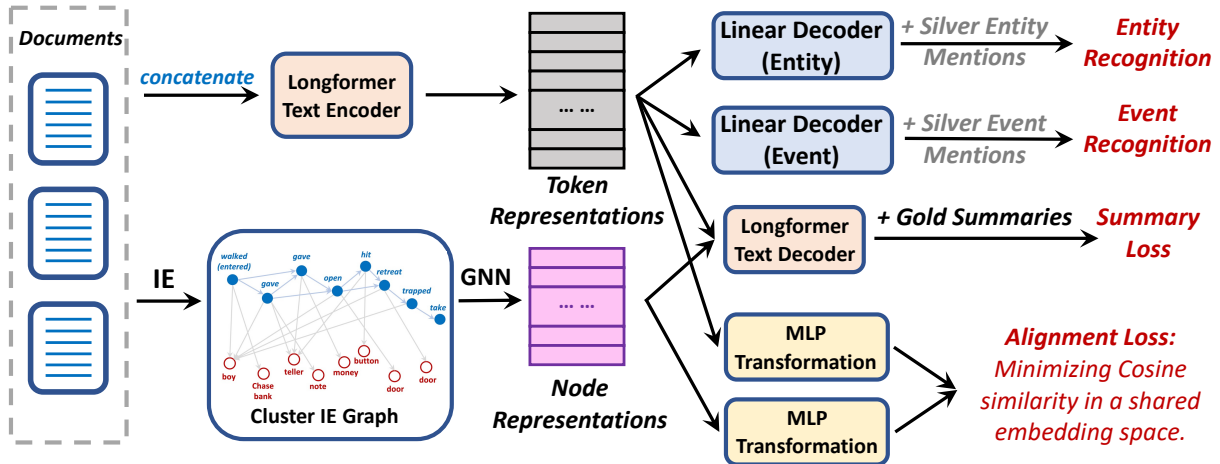 Documents
concatenate
Longformer
Text Encoder
... ...
Token
Representations
Linear Decoder
(Entity)
+ Silver Entity
Mentions
Entity
Recognition
Linear Decoder
(Event)
+ Silver Event
Mentions
Event
Recognition
Longformer
Text Decoder
+ Gold Summaries
Summary
Loss
IE
walked
(entered)
gave
gave
open
hit
retreat
trapped
take
boy
Chase
bank
teller
note
money
button
door
door
Cluster IE Graph
GNN
... ...
Node
Representations
MLP
Transformation
MLP
Transformation
Alignment Loss:
Minimizing Cosine
similarity in a shared
embedding space.